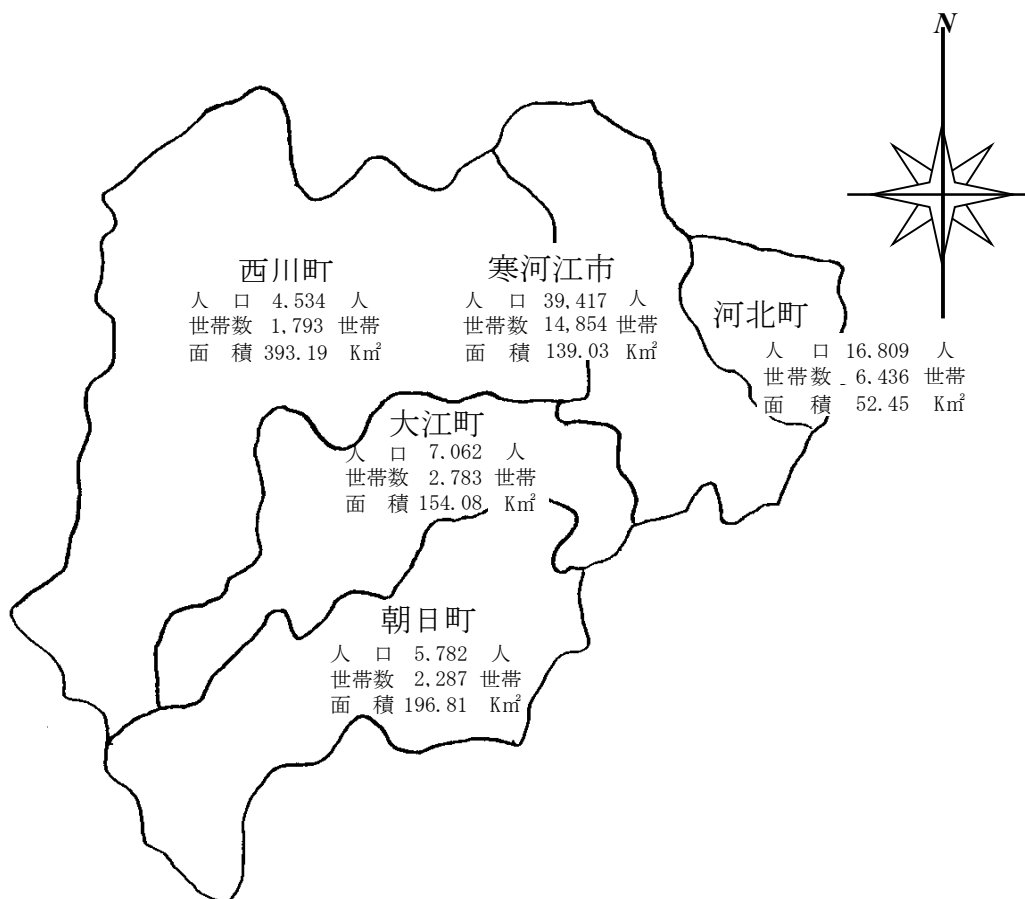 N
西川町
人 口 4.534 人
世帯数 1,793 世帯
面 積 393.19 Km²
寒河江市
人 口 39,417 人
世帯数 14,854 世帯
面 積 139.03 Km²
河北町
人 口 16.809 人
世帯数 6.436 世帯
面 積 52.45 Km²
大江町
人 口 7.062 人
世帯数 2.783 世帯
面 積 154.08 Km²
朝日町
人 口 5.782 人
世帯数 2,287 世帯
面 積 196.81 Km²